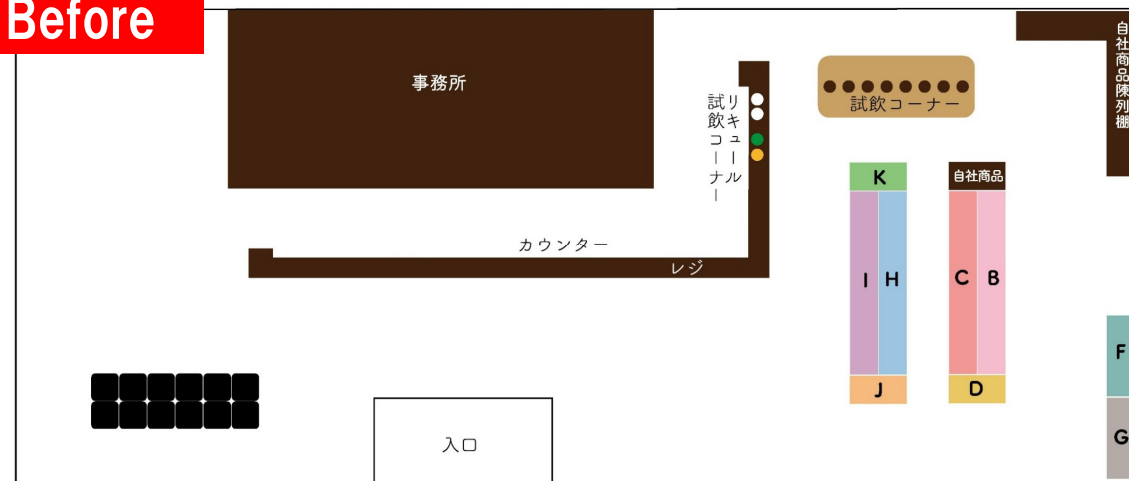 Before
事務所
リキュール
試飲コーナー
試飲コーナー
自社商品陳列棚
K
自社商品
カウンター
レジ
I
H
C
B
F
J
D
G
入口